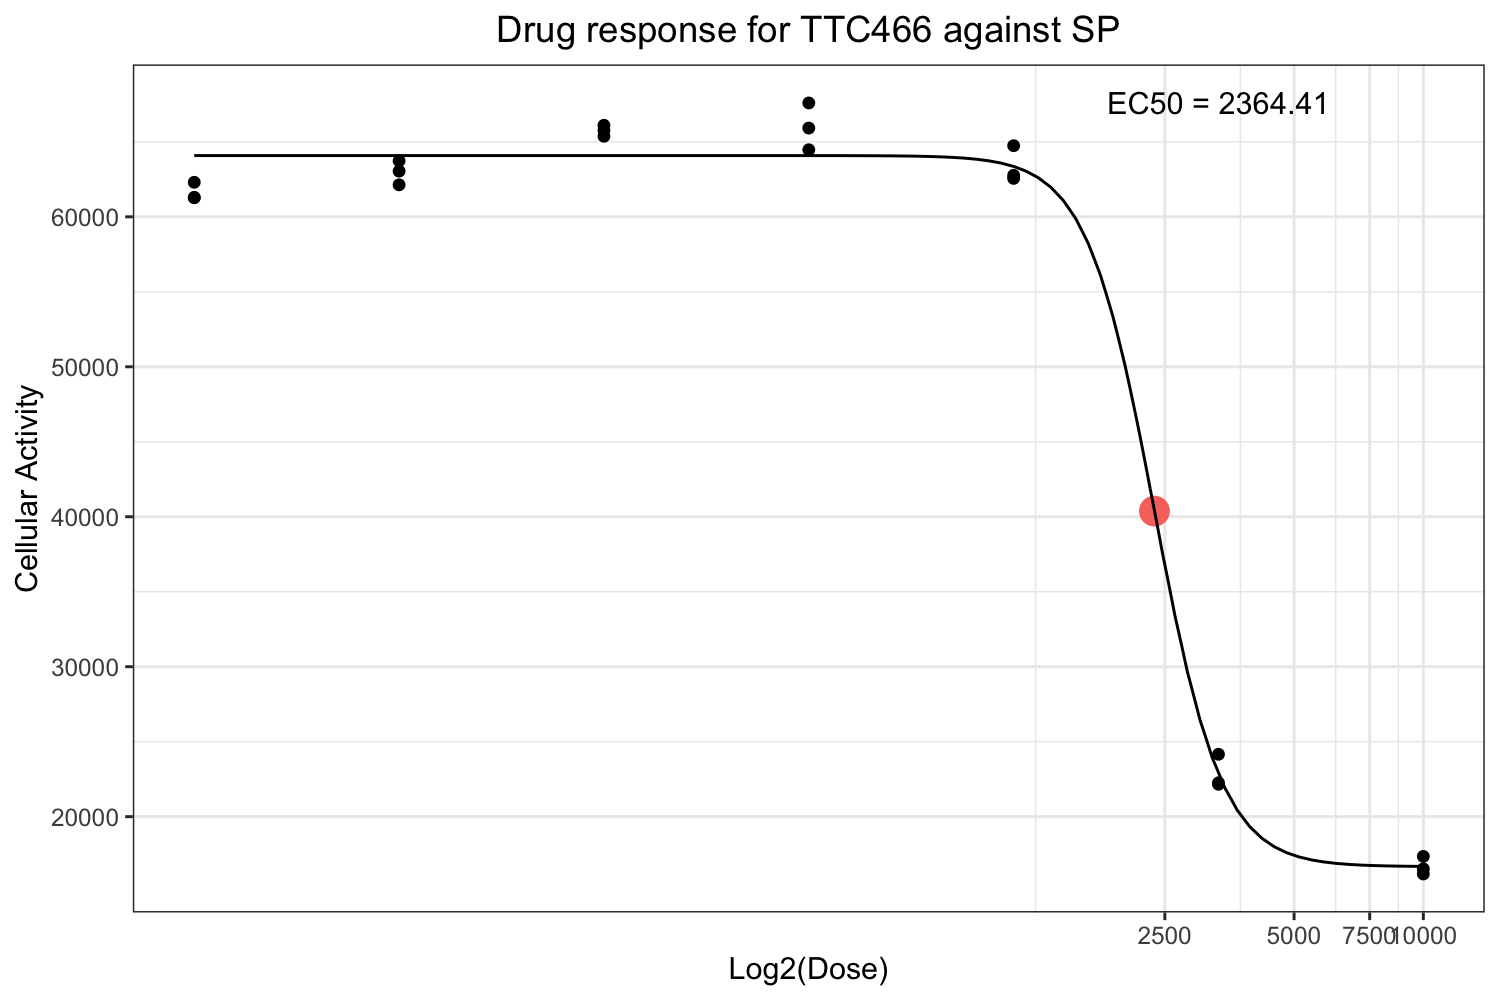 Drug response for TTC466 against SP
EC50 = 2364.41
60000
50000
40000
30000
20000
Cellular Activity
2500 5000 7500 10000
Log2(Dose)